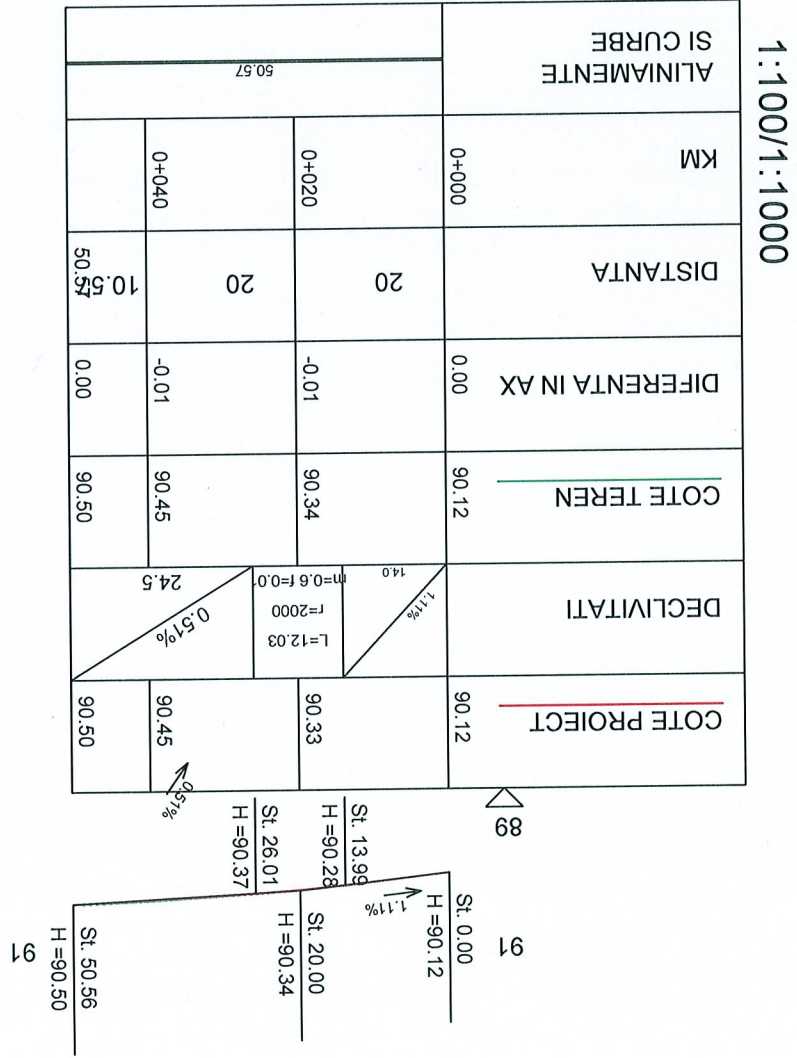 91
St. 0.00
H =90.12
1.11%
St. 20.00
H =90.34
St. 50.56
H =90.50
91
St. 13.99
H =90.28
St. 26.01
H =90.37
0.51%
89
COTE PROIECT
90.12
90.33
90.45
90.50
DECLIVITATI
1.11%
14.0
L=12.03
r=2000
m=0.6 f=0.01
0.51%
24.5
COTE TEREN
90.12
90.34
90.45
90.50
DIFERENTA IN AX
0.00
-0.01
-0.01
0.00
DISTANTA
20
20
10.57
50.57
KM
0+000
0+020
0+040
ALINIAMENTE
SI CURBE
50.57
1:100/1:1000